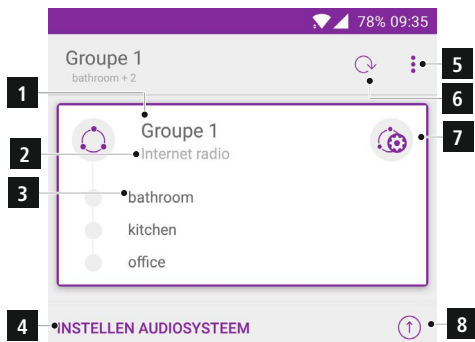 78% 09:35
Groupe 1
bathroom + 2
5
6
1
Groupe 1
7
2
Internet radio
3
bathroom
kitchen
office
4
INSTELLEN AUDIOSYSTEEM
8